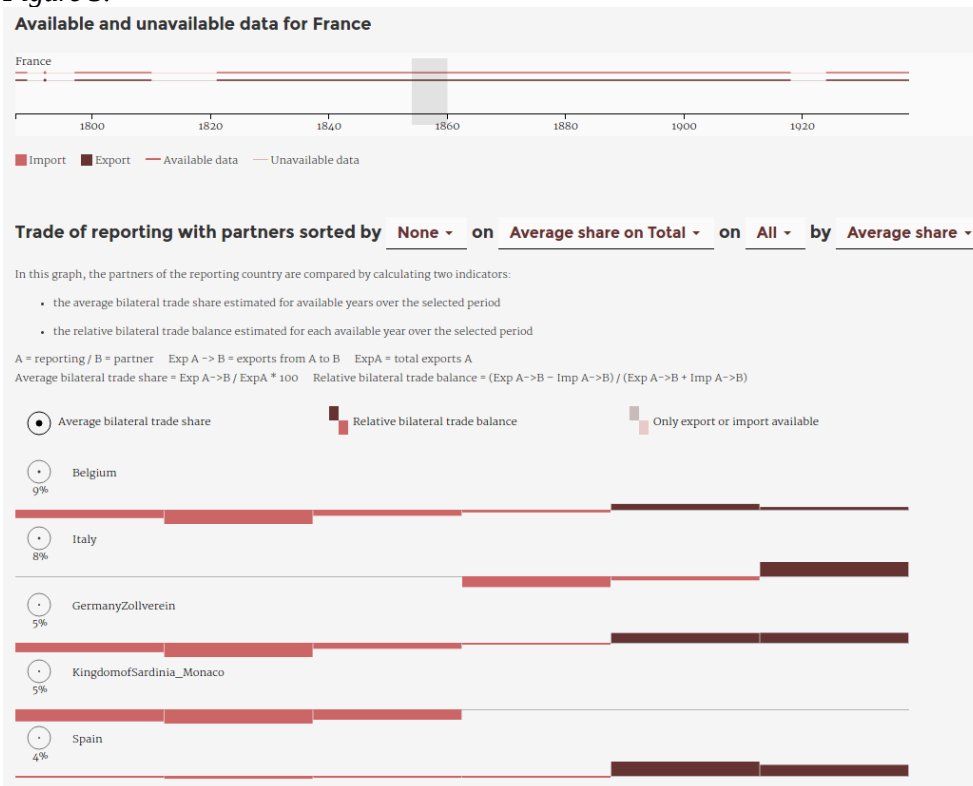 Available and unavailable data for France
France
1800 1820 1840 1860 1880 1900 1920
Import Export Available data Unavailable data
Trade of reporting with partners sorted by None on Average share on Total on All by Average share
In this graph, the partners of the reporting country are compared by calculating two indicators:
• the average bilateral trade share estimated for available years over the selected period
• the relative bilateral trade balance estimated for each available year over the selected period
A = reporting / B = partner Exp A -> B = exports from A to B ExpA = total exports A
Average bilateral trade share = Exp A->B / ExpA * 100 Relative bilateral trade balance = (Exp A->B - Imp A->B) / (Exp A->B + Imp A->B)
Average bilateral trade share Relative bilateral trade balance Only export or import available
Belgium
9%
Italy
8%
GermanyZollverein
5%
KingdomofSardinia_Monaco
5%
Spain
4%